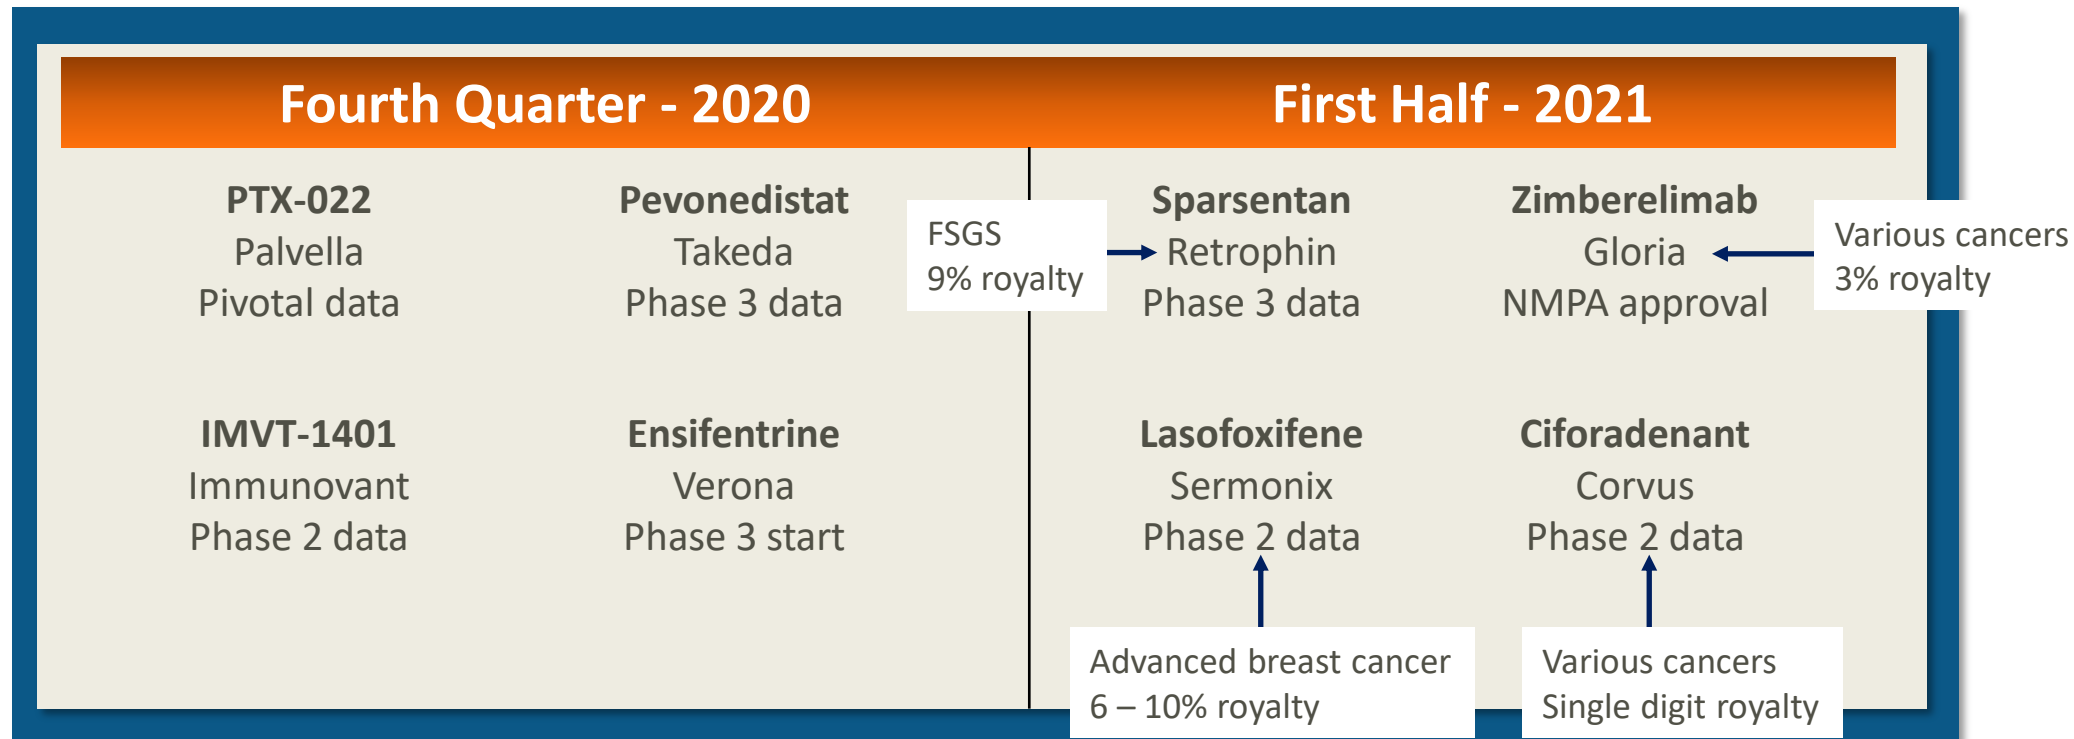 Fourth Quarter - 2020
First Half - 2021
PTX-022
Palvella
Pivotal data
Pevonedistat
Takeda
Phase 3 data
IMVT-1401
Immunovant
Phase 2 data
Ensifentrine
Verona
Phase 3 start
FSGS
9% royalty
Sparsentan
Retrophin
Phase 3 data
Zimberelimab
Gloria
NMPA approval
Various cancers
3% royalty
Lasofoxifene
Sermonix
Phase 2 data
Advanced breast cancer
6 – 10% royalty
Ciforadenant
Corvus
Phase 2 data
Various cancers
Single digit royalty